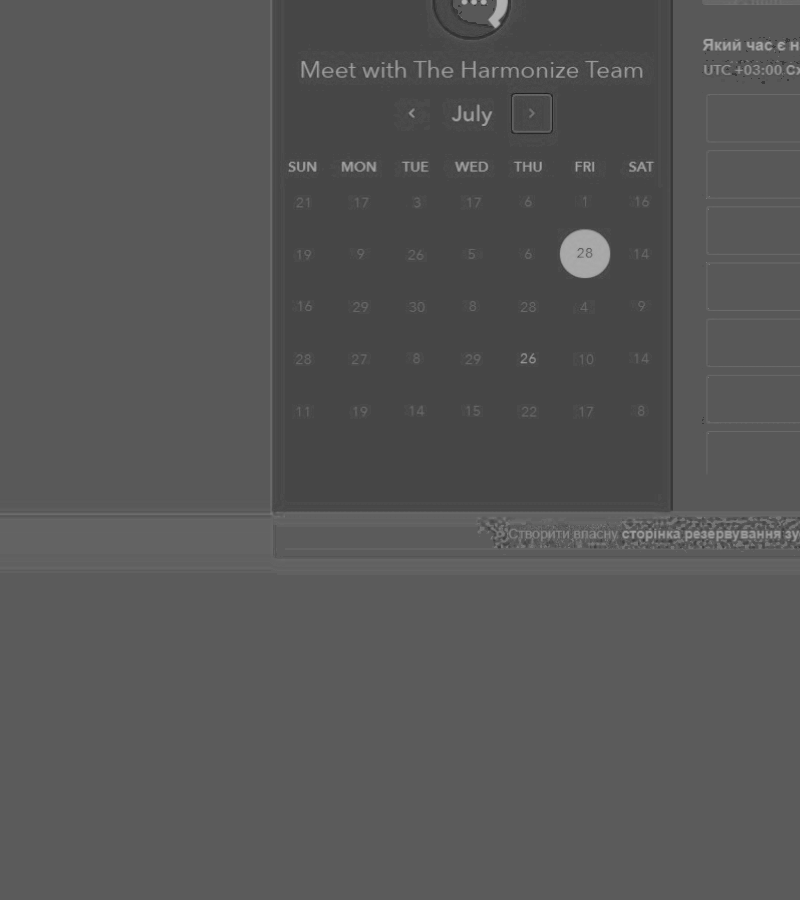 Meet with The Harmonize Team
July
SUN MON TUE WED THU FRI SAT
21 17 3 17 6 1 16
19 9 26 5 6 28 14
16 29 30 8 28 4 9
28 27 8 29 26 10 14
11 19 14 15 22 17 8
Який час є н
UTC +03:00 Сх
Створити власну сторінка резервування зу